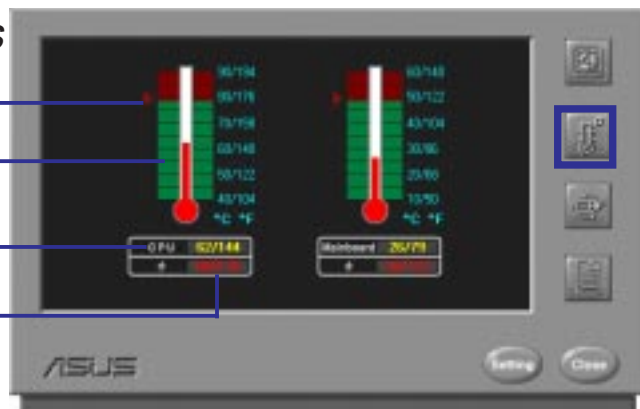 S
90/194
80/176
70/158
60/140
50/122
40/104
°C °F
CPU 62/144
60/140
50/122
40/104
30/86
20/68
10/50
°C °F
Mainboard 26/79
ASUS
Setting
Close